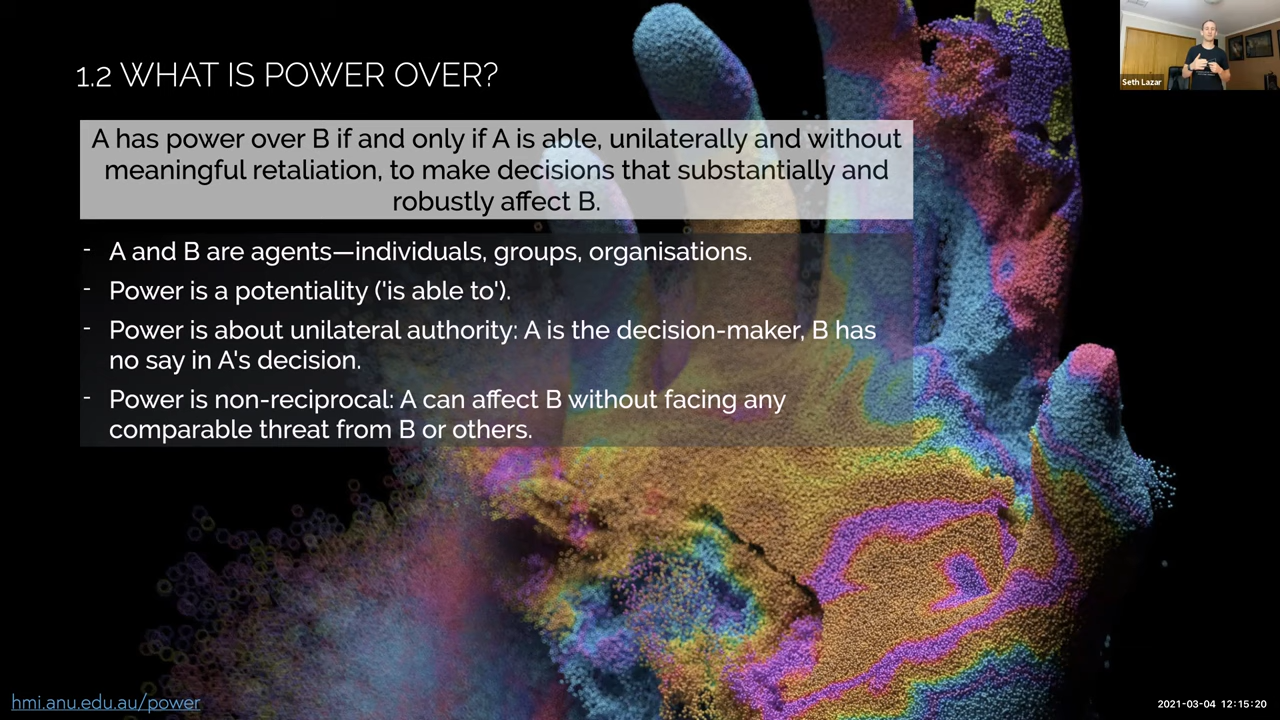 1.2 WHAT IS POWER OVER?
Seth Lazar
A has power over B if and only if A is able, unilaterally and without
meaningful retaliation, to make decisions that substantially and
robustly affect B.
- A and B are agents—individuals, groups, organisations.
- Power is a potentiality ('is able to').
- Power is about unilateral authority: A is the decision-maker, B has
no say in A's decision.
- Power is non-reciprocal: A can affect B without facing any
comparable threat from B or others.
hmi.anu.edu.au/power
2021-03-04 12:15:20